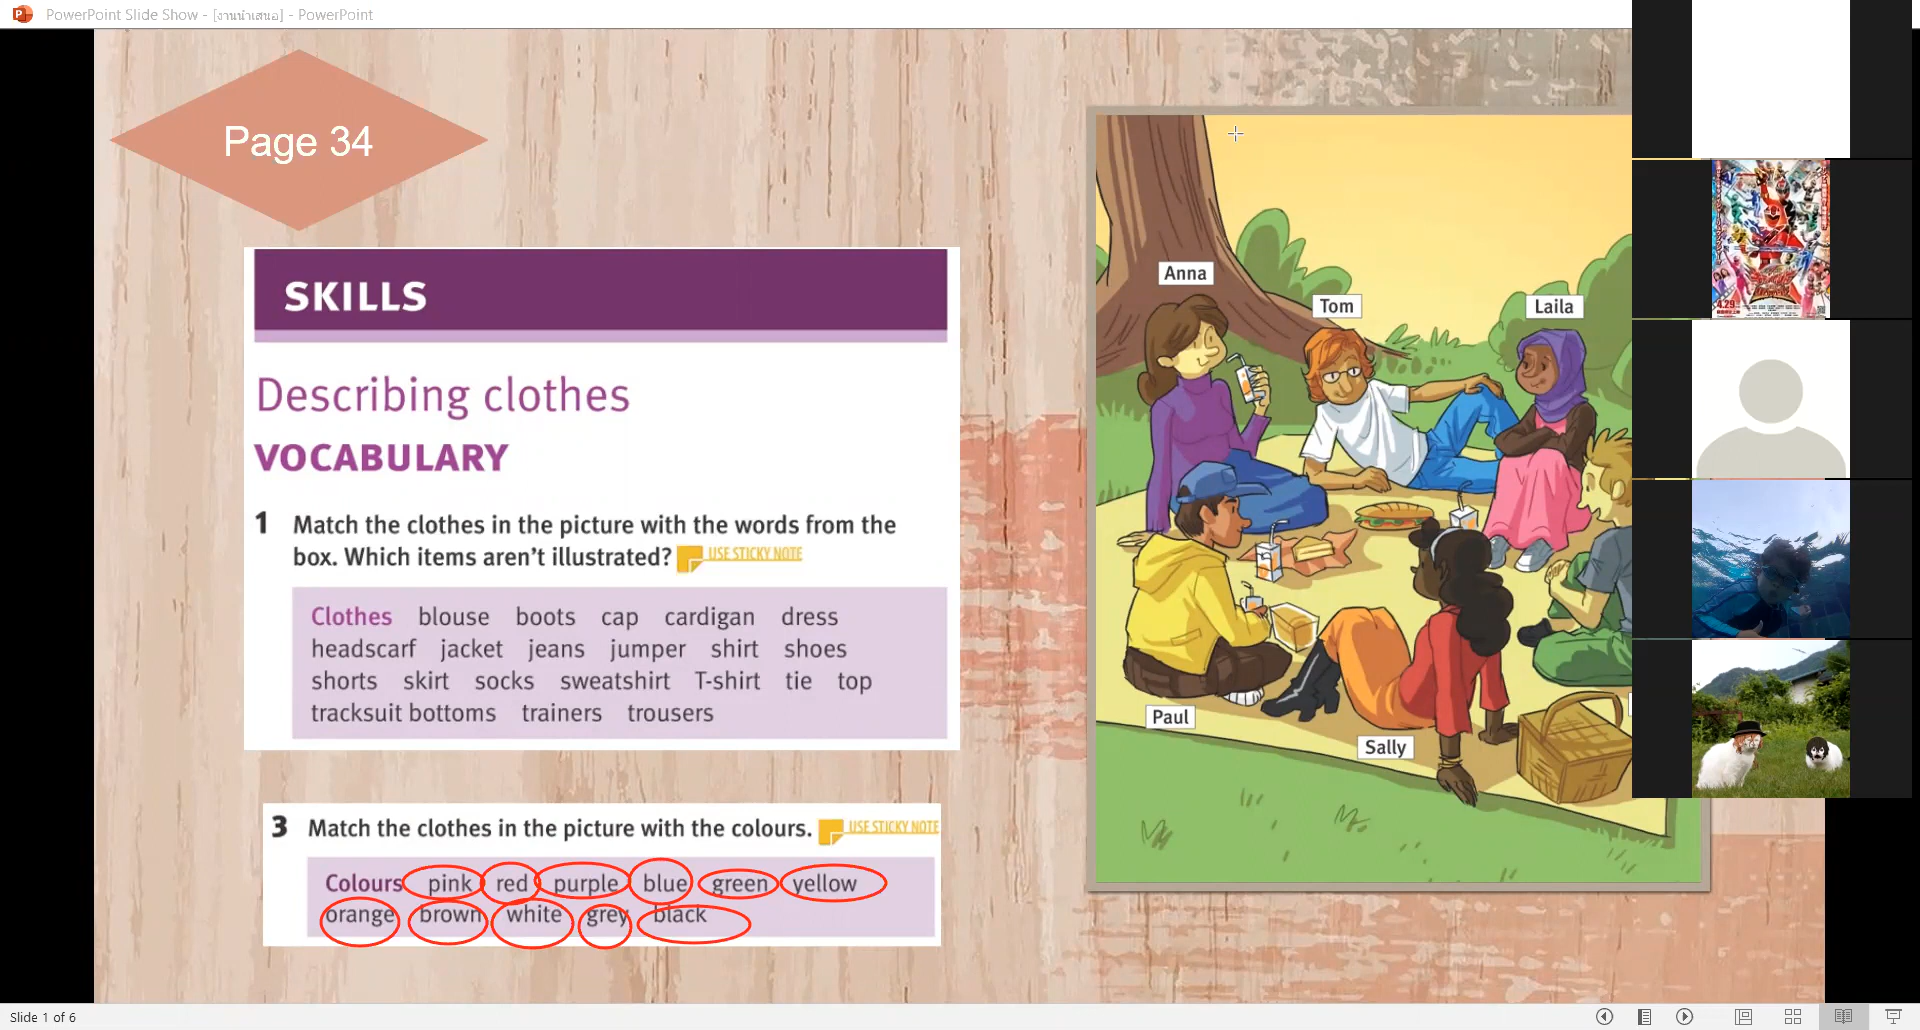 PowerPoint Slide Show - [งานนำเสนอ] - PowerPoint
Page 34
SKILLS
Describing clothes
VOCABULARY
1 Match the clothes in the picture with the words from the
box. Which items aren't illustrated? USE STICKY NOTE
Clothes blouse boots cap cardigan dress
headscarf jacket jeans jumper shirt shoes
shorts skirt socks sweatshirt T-shirt tie top
tracksuit bottoms trainers trousers
3 Match the clothes in the picture with the colours. USE STICKY NOTE
Colours pink red purple blue green yellow
orange brown white grey black
Anna
Tom
Laila
Paul
Sally
4.29
Slide 1 of 6